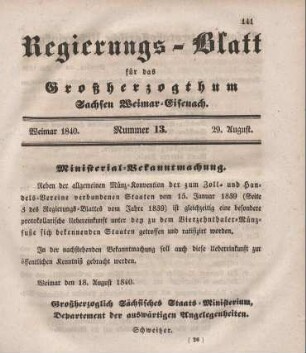 141
Regierungs-Blatt
für das
Großherzogthum
Sachsen Weimar-Eisenach.
Weimar 1840. Nummer 13. 29. August.
Ministerial-Bekanntmachung.
Neben der allgemeinen Münz-Konvention der zum Zoll- und Han-
dels-Vereine verbundenen Staaten vom 15. Januar 1839 (Seite
3 des Regierungs-Blattes vom Jahre 1839) ist gleichzeitig eine besondere
protokollarische Uebereinkunft unter den zu dem Vierzehnthaler-Münz-
fuße sich bekennenden Staaten getroffen und ratifizirt worden.
In der nachstehenden Bekanntmachung soll auch diese Uebereinkunft zur
öffentlichen Kenntniß gebracht werden.
Weimar den 18. August 1840.
Großherzoglich Sächsisches Staats-Ministerium,
Departement der auswärtigen Angelegenheiten.
Schweitzer.
( 26 )